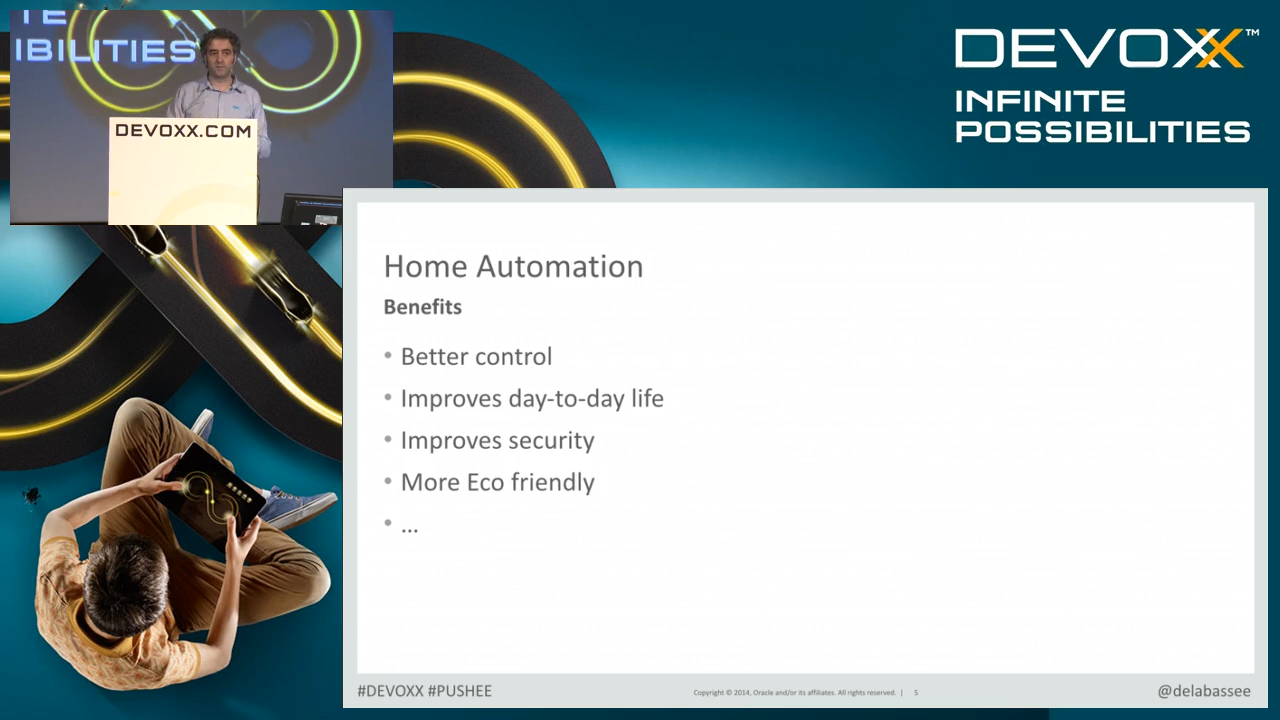 TE
IBILITIES
DEVOXX.COM
DEVOXX™
INFINITE
POSSIBILITIES
Home Automation
Benefits
• Better control
• Improves day-to-day life
• Improves security
• More Eco friendly
• ...
#DEVOXX #PUSHEE
Copyright © 2014, Oracle and/or its affiliates. All rights reserved. |
5
@delabassee